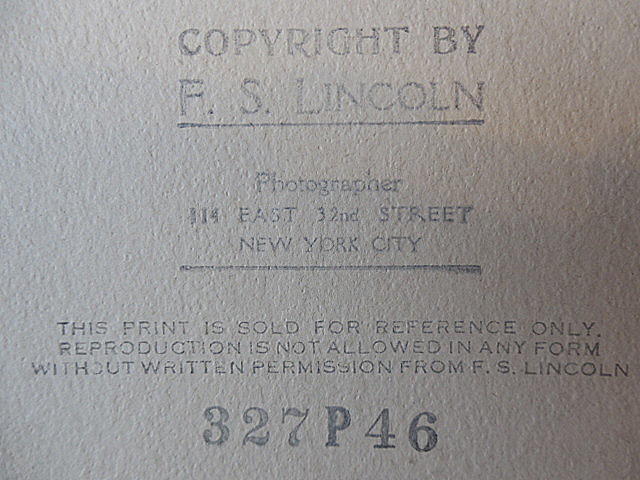 COPYRIGHT BY
F. S. LINCOLN
Photographer
114 EAST 32nd STREET
NEW YORK CITY
THIS PRINT IS SOLD FOR REFERENCE ONLY.
REPRODUCTION IS NOT ALLOWED IN ANY FORM
WITHOUT WRITTEN PERMISSION FROM F. S. LINCOLN
327P46